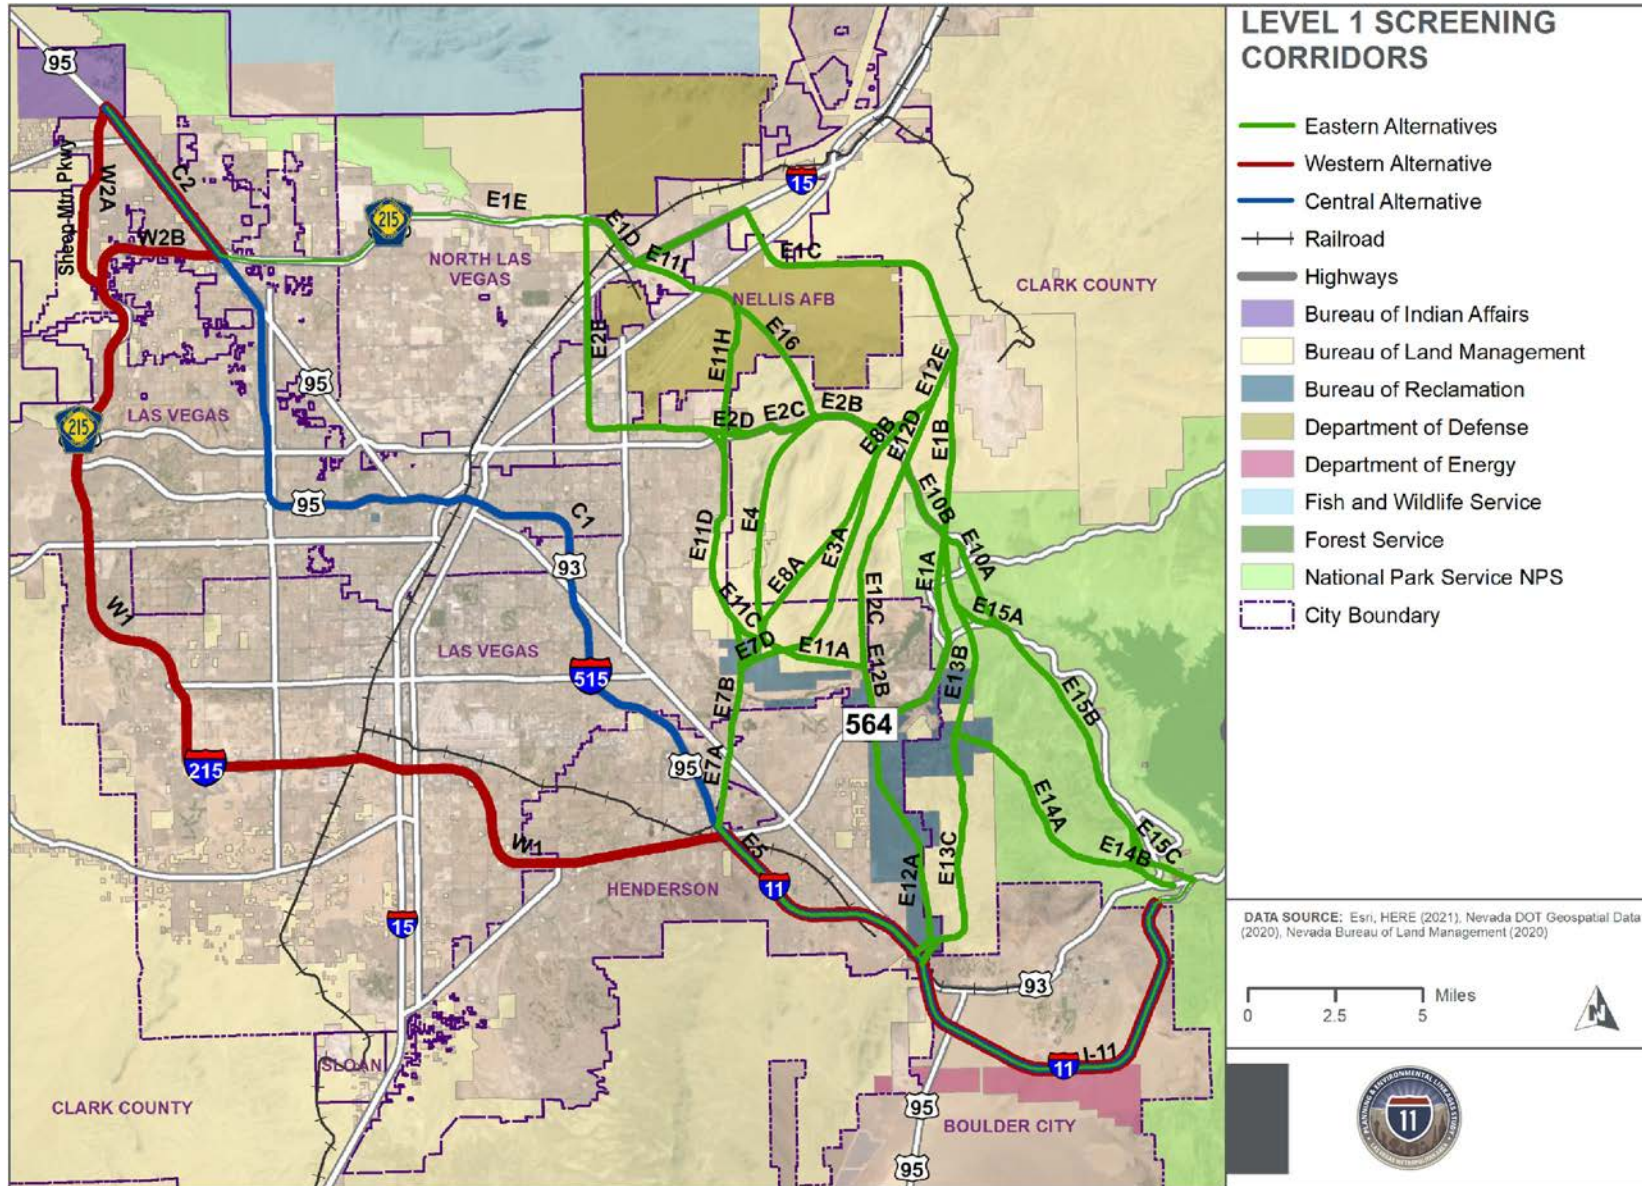 LEVEL 1 SCREENING
CORRIDORS
Eastern Alternatives
Western Alternative
Central Alternative
Railroad
Highways
Bureau of Indian Affairs
Bureau of Land Management
Bureau of Reclamation
Department of Defense
Department of Energy
Fish and Wildlife Service
Forest Service
National Park Service NPS
City Boundary
DATA SOURCE: Esri, HERE (2021), Nevada DOT Geospatial Data
(2020), Nevada Bureau of Land Management (2020)
0 2.5 5 Miles
N
PLANNING & ENVIRONMENTAL LINKAGES STUDY
11
95
Sheep Mtn Pkwy
W2A
C2
W2B
215
E1E
E1D
E11I
15
E1C
NORTH LAS
VEGAS
NELLIS AFB
CLARK COUNTY
E2E
E11H
E16
E12E
95
LAS VEGAS
215
E2D
E2C
E2B
E8B
E12D
E1B
95
C1
E11D
E4
E10B
E10A
93
E8A
E3A
E1A
E12C
E11C
E15A
W1
LAS VEGAS
E7D
E11A
E12B
E13B
515
E7B
564
E15B
215
95
E7A
E14A
W1
E5
HENDERSON
11
E12A
E13C
E14B
E15C
15
93
SLOAN
11
I-11
CLARK COUNTY
95
BOULDER CITY
95